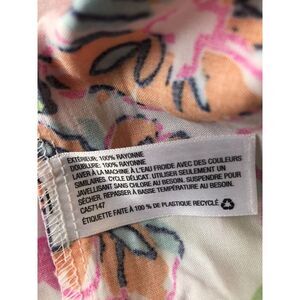 EXTÉRIEUR: 100% RAYONNE
DOUBLURE: 100% RAYONNE
LAVER À LA MACHINE À L'EAU FROIDE AVEC DES COULEURS
SIMILAIRES. CYCLE DÉLICAT. UTILISER SEULEMENT UN
JAVELLISANT SANS CHLORE AU BESOIN. SUSPENDRE POUR
SÉCHER. REPASSER À BASSE TEMPÉRATURE AU BESOIN.
CA57147
ÉTIQUETTE FAITE À 100 % DE PLASTIQUE RECYCLÉ